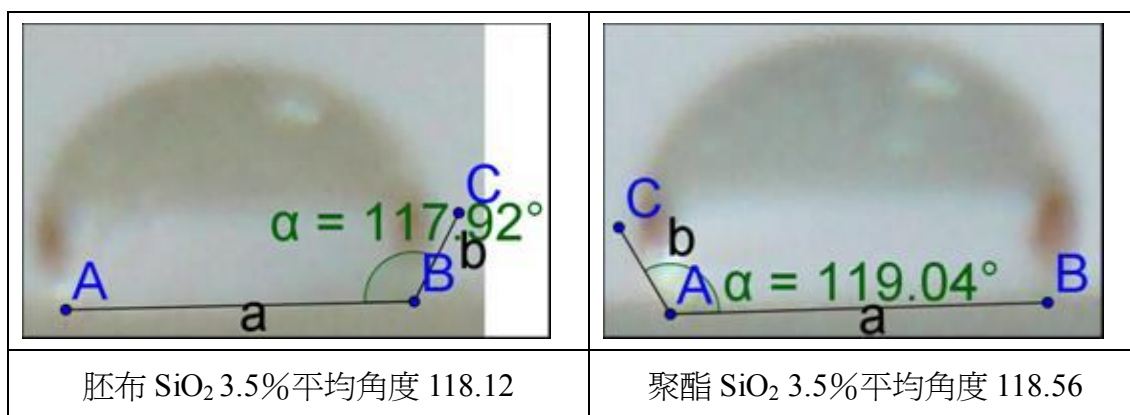 C
α = 117.92°
b
A
B
a
C
b
A
α = 119.04°
B
a
胚布 SiO₂ 3.5%平均角度 118.12
聚酯 SiO₂ 3.5%平均角度 118.56